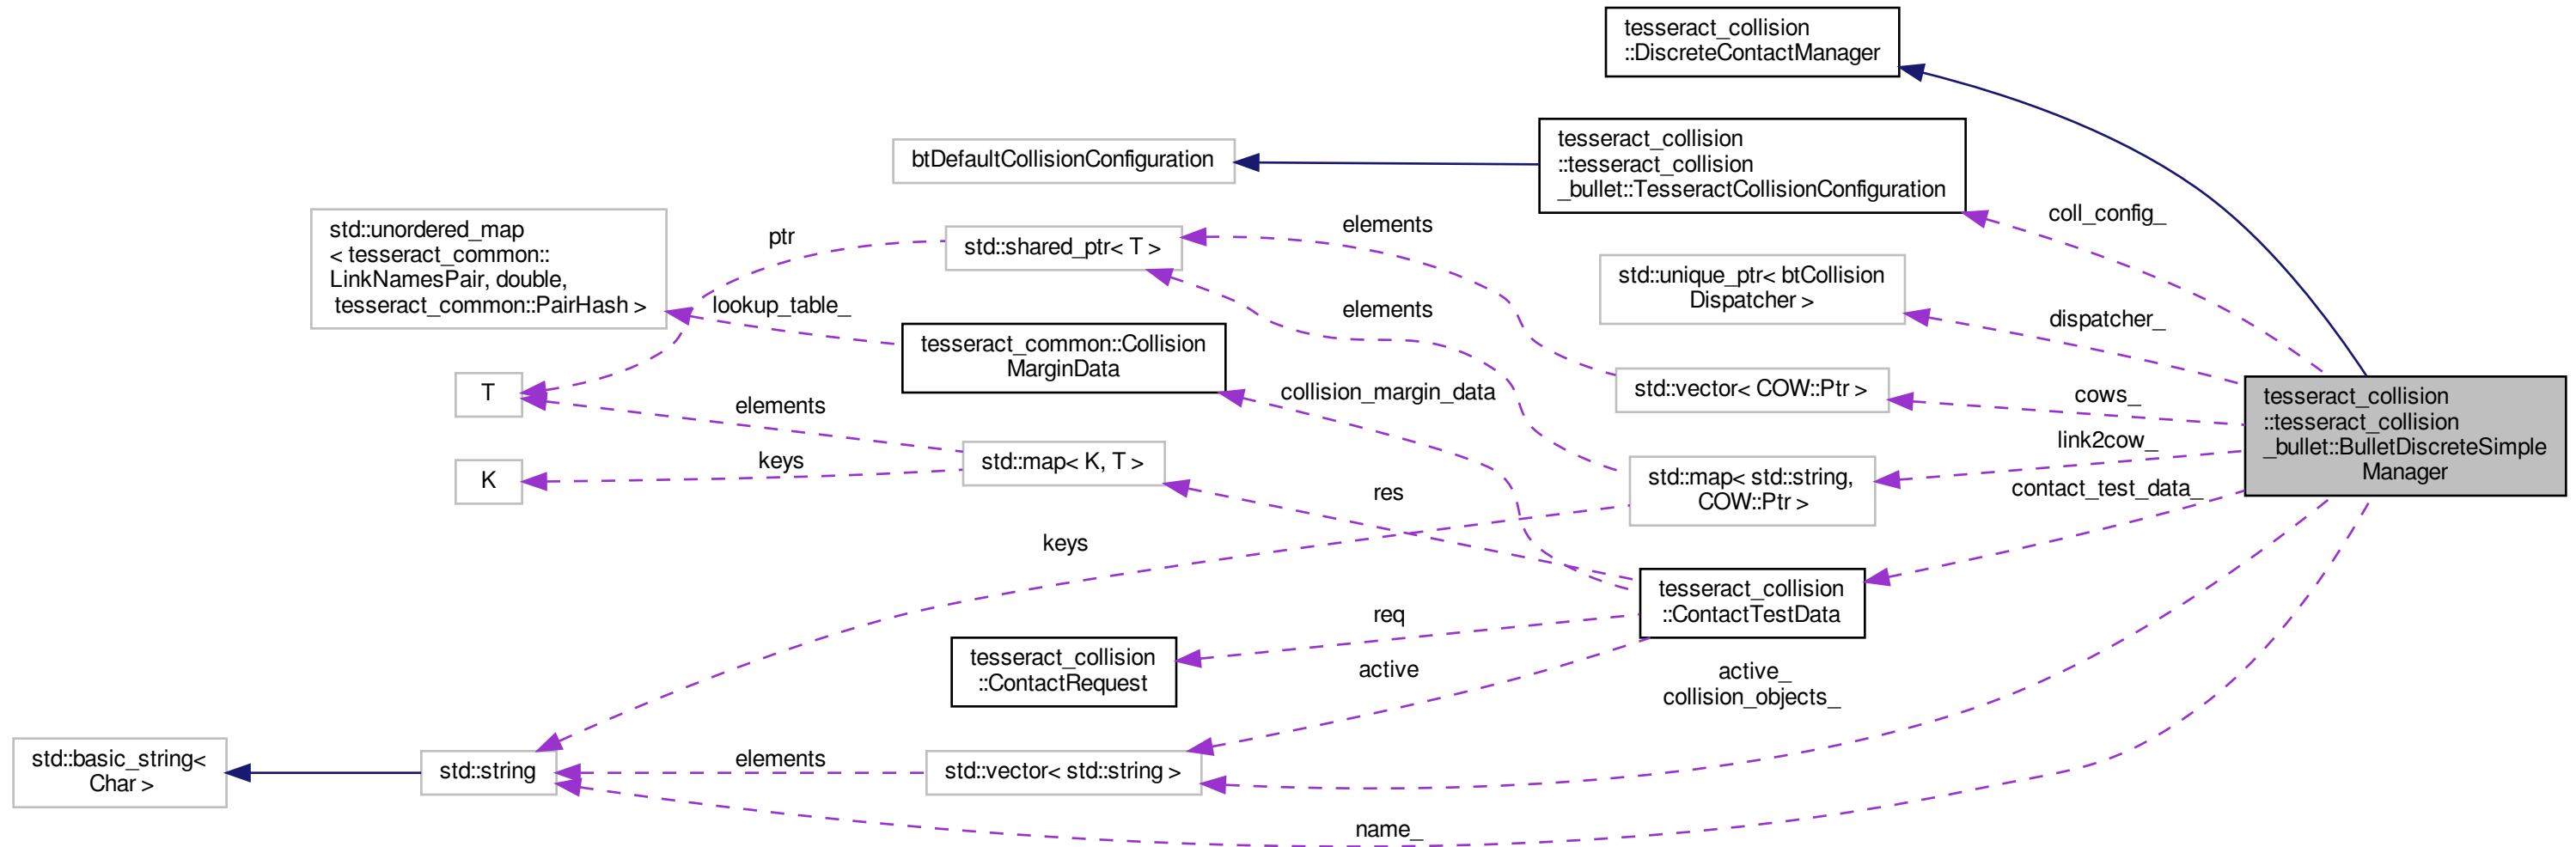 tesseract_collision
::DiscreteContactManager
btDefaultCollisionConfiguration
tesseract_collision
::tesseract_collision
_bullet::TesseractCollisionConfiguration
coll_config_
std::unordered_map
< tesseract_common::
LinkNamesPair, double,
tesseract_common::PairHash >
ptr
std::shared_ptr< T >
elements
std::unique_ptr< btCollision
Dispatcher >
dispatcher_
lookup_table_
elements
tesseract_common::Collision
MarginData
collision_margin_data
std::vector< COW::Ptr >
cows_
tesseract_collision
::tesseract_collision
_bullet::BulletDiscreteSimple
Manager
T
elements
K
keys
std::map< K, T >
res
std::map< std::string,
COW::Ptr >
link2cow_
contact_test_data_
keys
tesseract_collision
::ContactTestData
req
tesseract_collision
::ContactRequest
active
active_
collision_objects_
std::basic_string<
Char >
std::string
elements
std::vector< std::string >
name_